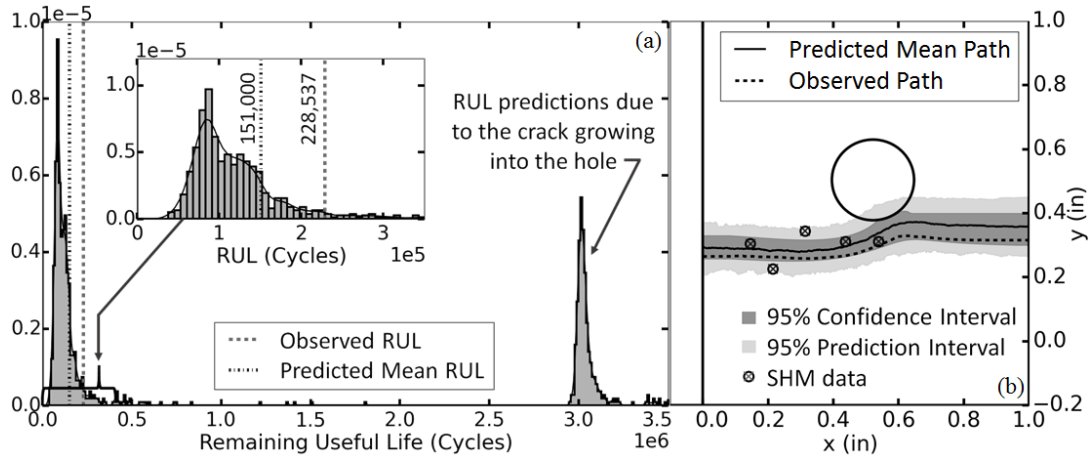 1.0 1e−5
(a)
0.8
0.6
0.4
0.2
0.0
0.0 0.5 1.0 1.5 2.0 2.5 3.0 3.5
1e6
Remaining Useful Life (Cycles)
1e−5
1.0
0.5
0.0
0 1 2 3
1e5
RUL (Cycles)
151,000
228,537
RUL predictions due
to the crack growing
into the hole
Observed RUL
Predicted Mean RUL
Predicted Mean Path
Observed Path
95% Confidence Interval
95% Prediction Interval
SHM data
(b)
1.0
0.8
0.6
0.4
0.2
0.0
−0.2
y (in)
0.0 0.2 0.4 0.6 0.8 1.0
x (in)